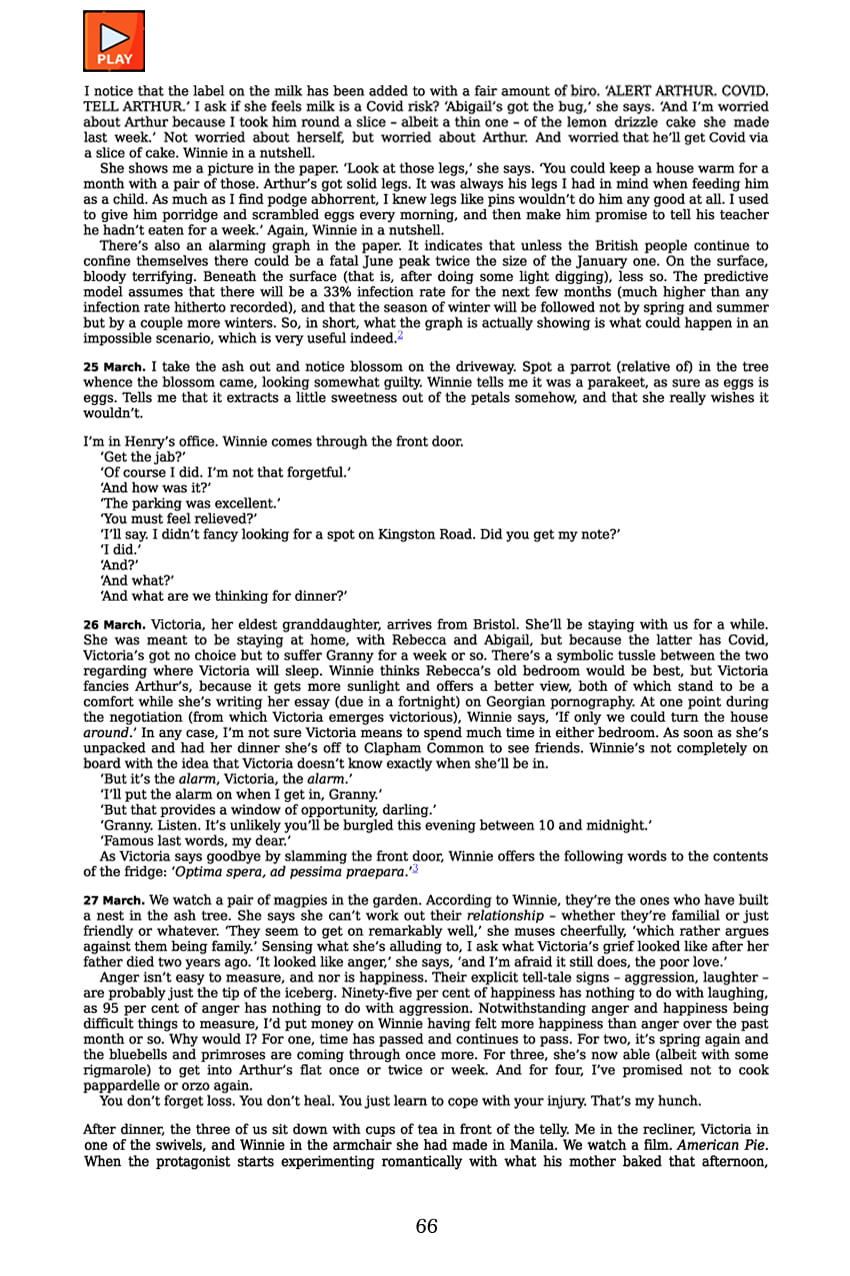 PLAY
I notice that the label on the milk has been added to with a fair amount of biro. ‘ALERT ARTHUR. COVID.
TELL ARTHUR.’ I ask if she feels milk is a Covid risk? ‘Abigail’s got the bug,’ she says. ‘And I’m worried
about Arthur because I took him round a slice – albeit a thin one – of the lemon drizzle cake she made
last week.’ Not worried about herself, but worried about Arthur. And worried that he’ll get Covid via
a slice of cake. Winnie in a nutshell.
She shows me a picture in the paper. ‘Look at those legs,’ she says. ‘You could keep a house warm for a
month with a pair of those. Arthur’s got solid legs. It was always his legs I had in mind when feeding him
as a child. As much as I find podge abhorrent, I knew legs like pins wouldn’t do him any good at all. I used
to give him porridge and scrambled eggs every morning, and then make him promise to tell his teacher
he hadn’t eaten for a week.’ Again, Winnie in a nutshell.
There’s also an alarming graph in the paper. It indicates that unless the British people continue to
confine themselves there could be a fatal June peak twice the size of the January one. On the surface,
bloody terrifying. Beneath the surface (that is, after doing some light digging), less so. The predictive
model assumes that there will be a 33% infection rate for the next few months (much higher than any
infection rate hitherto recorded), and that the season of winter will be followed not by spring and summer
but by a couple more winters. So, in short, what the graph is actually showing is what could happen in an
impossible scenario, which is very useful indeed.2
25 March. I take the ash out and notice blossom on the driveway. Spot a parrot (relative of) in the tree
whence the blossom came, looking somewhat guilty. Winnie tells me it was a parakeet, as sure as eggs is
eggs. Tells me that it extracts a little sweetness out of the petals somehow, and that she really wishes it
wouldn’t.
I’m in Henry’s office. Winnie comes through the front door.
‘Get the jab?’
‘Of course I did. I’m not that forgetful.’
‘And how was it?’
‘The parking was excellent.’
‘You must feel relieved?’
‘I’ll say. I didn’t fancy looking for a spot on Kingston Road. Did you get my note?’
‘I did.’
‘And?’
‘And what?’
‘And what are we thinking for dinner?’
26 March. Victoria, her eldest granddaughter, arrives from Bristol. She’ll be staying with us for a while.
She was meant to be staying at home, with Rebecca and Abigail, but because the latter has Covid,
Victoria’s got no choice but to suffer Granny for a week or so. There’s a symbolic tussle between the two
regarding where Victoria will sleep. Winnie thinks Rebecca’s old bedroom would be best, but Victoria
fancies Arthur’s, because it gets more sunlight and offers a better view, both of which stand to be a
comfort while she’s writing her essay (due in a fortnight) on Georgian pornography. At one point during
the negotiation (from which Victoria emerges victorious), Winnie says, ‘If only we could turn the house
around.’ In any case, I’m not sure Victoria means to spend much time in either bedroom. As soon as she’s
unpacked and had her dinner she’s off to Clapham Common to see friends. Winnie’s not completely on
board with the idea that Victoria doesn’t know exactly when she’ll be in.
‘But it’s the alarm, Victoria, the alarm.’
‘I’ll put the alarm on when I get in, Granny.’
‘But that provides a window of opportunity, darling.’
‘Granny. Listen. It’s unlikely you’ll be burgled this evening between 10 and midnight.’
‘Famous last words, my dear.’
As Victoria says goodbye by slamming the front door, Winnie offers the following words to the contents
of the fridge: ‘Optima spera, ad pessima praepara.’3
27 March. We watch a pair of magpies in the garden. According to Winnie, they’re the ones who have built
a nest in the ash tree. She says she can’t work out their relationship – whether they’re familial or just
friendly or whatever. ‘They seem to get on remarkably well,’ she muses cheerfully, ‘which rather argues
against them being family.’ Sensing what she’s alluding to, I ask what Victoria’s grief looked like after her
father died two years ago. ‘It looked like anger,’ she says, ‘and I’m afraid it still does, the poor love.’
Anger isn’t easy to measure, and nor is happiness. Their explicit tell-tale signs – aggression, laughter –
are probably just the tip of the iceberg. Ninety-five per cent of happiness has nothing to do with laughing,
as 95 per cent of anger has nothing to do with aggression. Notwithstanding anger and happiness being
difficult things to measure, I’d put money on Winnie having felt more happiness than anger over the past
month or so. Why would I? For one, time has passed and continues to pass. For two, it’s spring again and
the bluebells and primroses are coming through once more. For three, she’s now able (albeit with some
rigmarole) to get into Arthur’s flat once or twice or week. And for four, I’ve promised not to cook
pappardelle or orzo again.
You don’t forget loss. You don’t heal. You just learn to cope with your injury. That’s my hunch.
After dinner, the three of us sit down with cups of tea in front of the telly. Me in the recliner, Victoria in
one of the swivels, and Winnie in the armchair she had made in Manila. We watch a film. American Pie.
When the protagonist starts experimenting romantically with what his mother baked that afternoon,
66